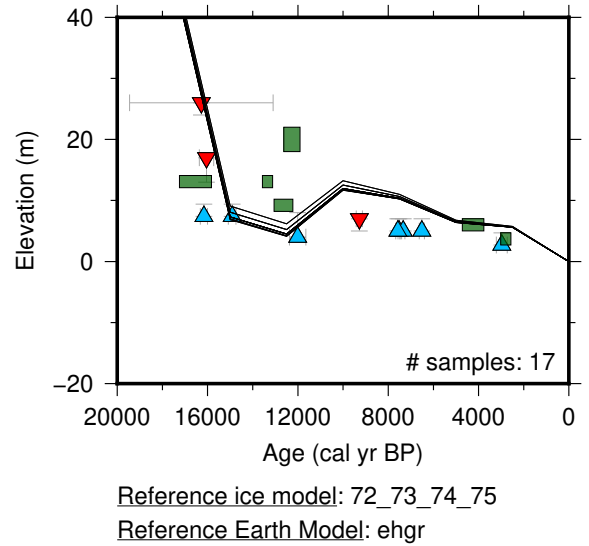 40
20
0
−20
Elevation (m)
# samples: 17
20000 16000 12000 8000 4000 0
Age (cal yr BP)
Reference ice model: 72_73_74_75
Reference Earth Model: ehgr